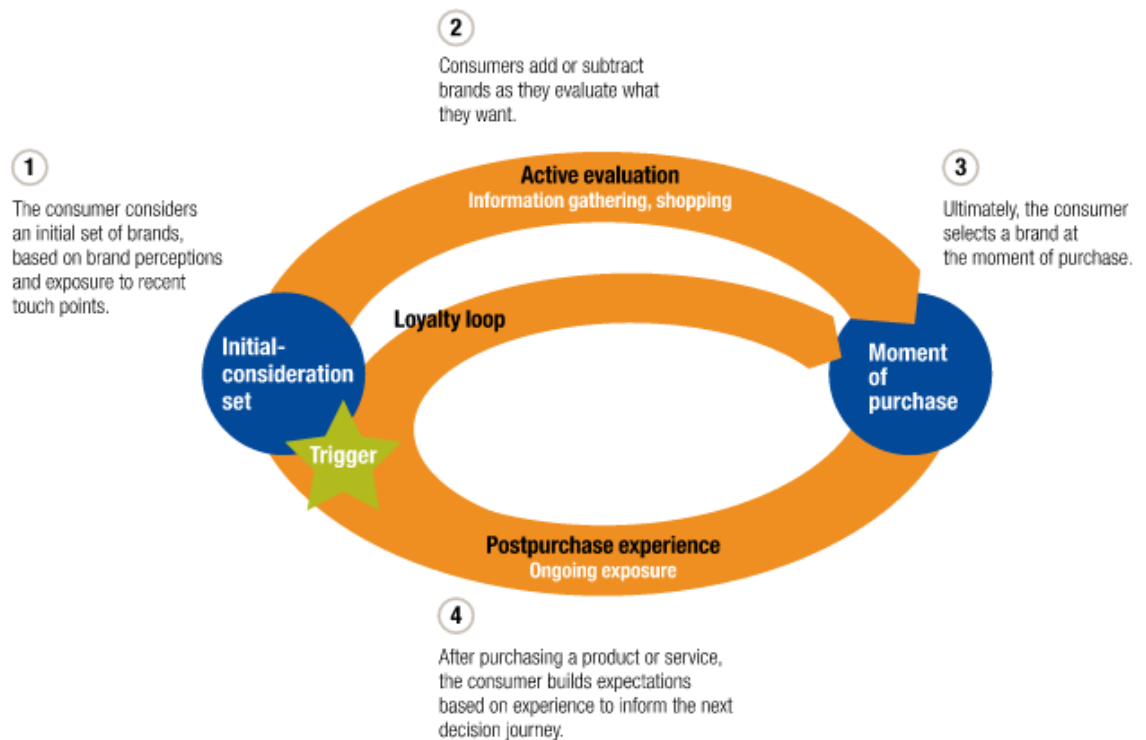 2
Consumers add or subtract
brands as they evaluate what
they want.
1
The consumer considers
an initial set of brands,
based on brand perceptions
and exposure to recent
touch points.
Active evaluation
Information gathering, shopping
3
Ultimately, the consumer
selects a brand at
the moment of purchase.
Loyalty loop
Initial-
consideration
set
Moment
of
purchase
Trigger
Postpurchase experience
Ongoing exposure
4
After purchasing a product or service,
the consumer builds expectations
based on experience to inform the next
decision journey.